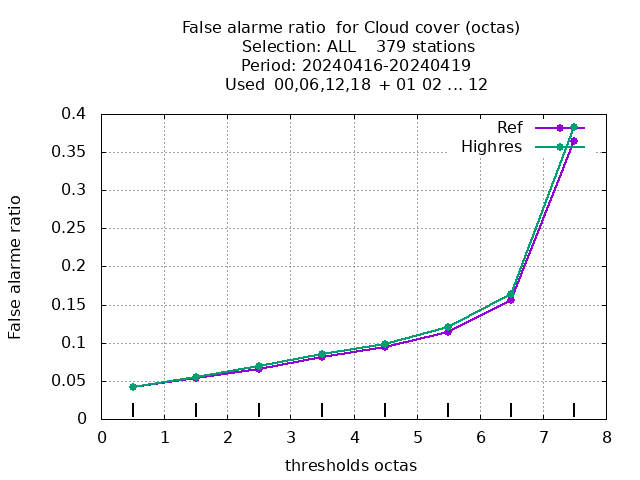 False alarme ratio  for Cloud cover (octas)
Selection: ALL    379 stations
Period: 20240416-20240419
Used  00,06,12,18 + 01 02 ... 12
Ref
Highres
0.4
0.35
0.3
0.25
0.2
0.15
0.1
0.05
0
False alarme ratio
0 1 2 3 4 5 6 7 8
thresholds octas